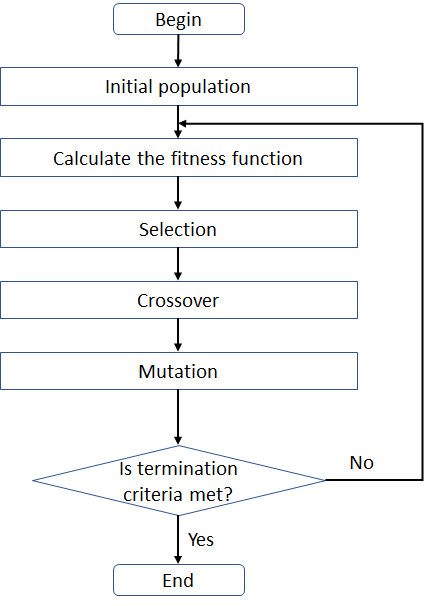 Begin
Initial population
Calculate the fitness function
Selection
Crossover
Mutation
Is termination
criteria met?
No
Yes
End